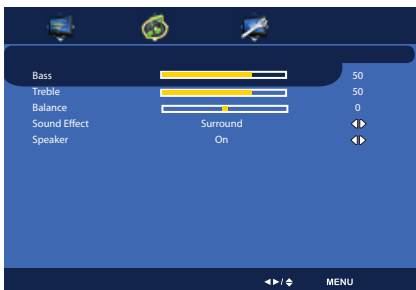 Bass 50
Treble 50
Balance 0
Sound Effect Surround
Speaker On
/ MENU